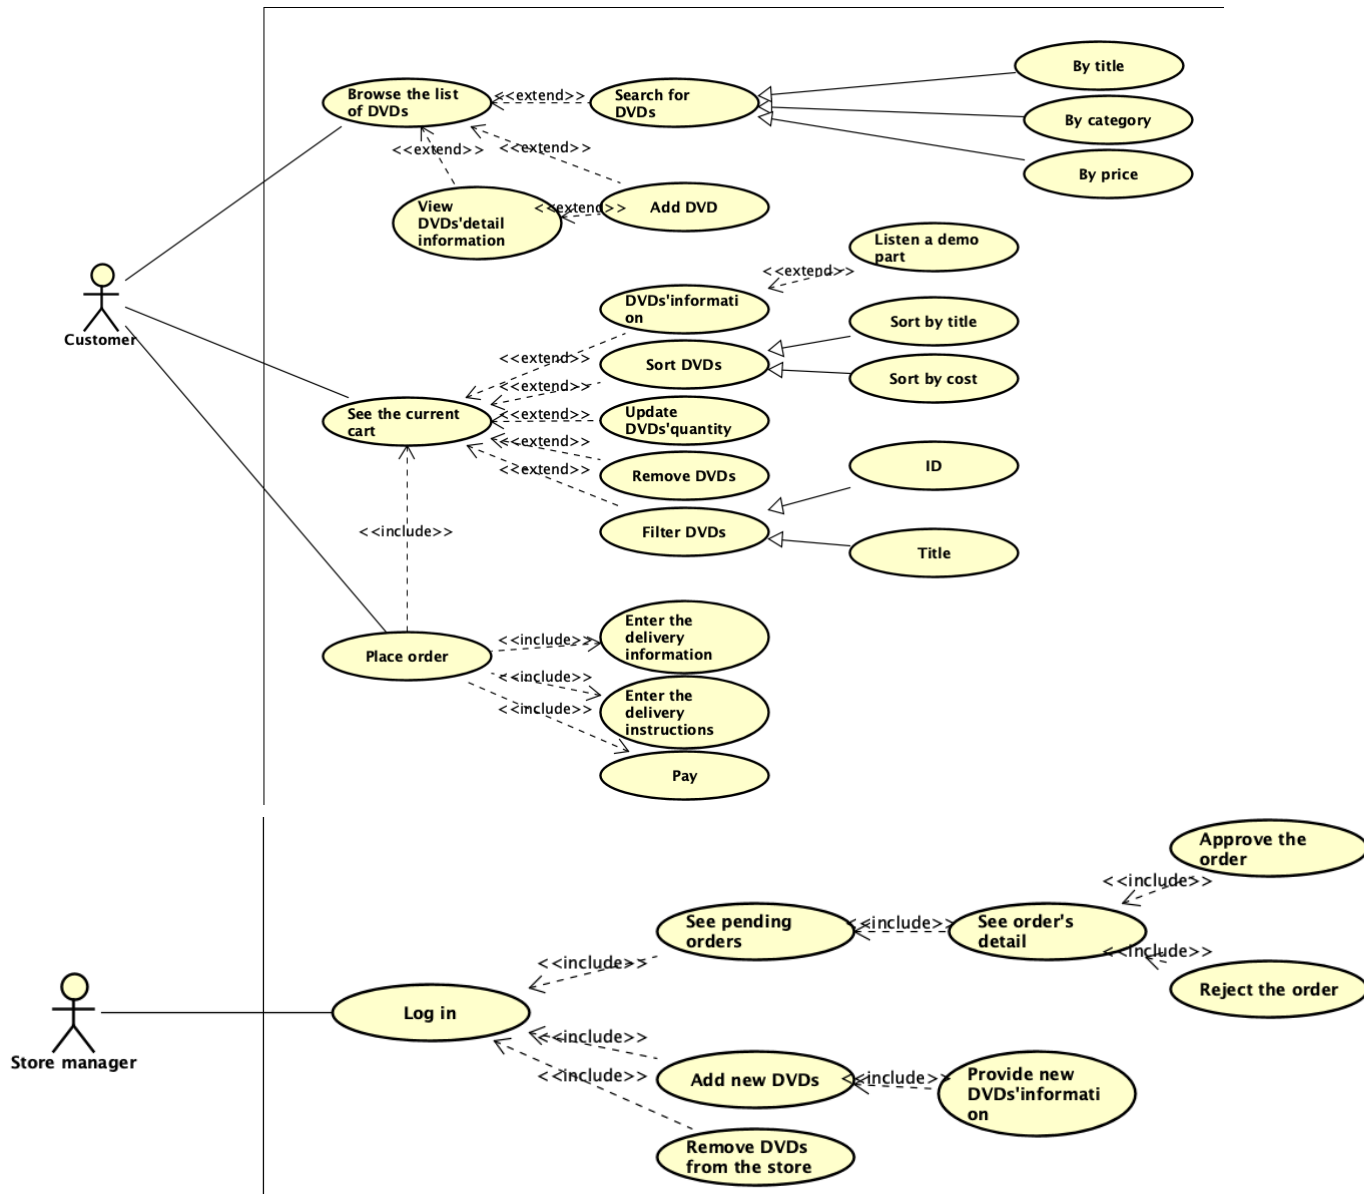 By title
Browse the list
of DVDs
<<extend>>
Search for
DVDs
By category
<<extend>>
<<extend>>
By price
View
DVDs'detail
information
<<extend>>
Add DVD
Listen a demo
part
<<extend>>
Customer
DVDs'informati
on
Sort by title
<<extend>>
Sort DVDs
Sort by cost
<<extend>>
See the current
cart
<<extend>>
Update
DVDs'quantity
<<extend>>
<<extend>>
Remove DVDs
ID
<<include>>
Filter DVDs
Title
Place order
<<include>>
Enter the
delivery
information
<<include>>
<<include>>
Enter the
delivery
instructions
Pay
Approve the
order
<<include>>
See pending
orders
<<include>>
See order's
detail
<<include>>
<<include>>
Reject the order
Log in
Store manager
<<include>>
<<include>>
Add new DVDs
<<include>>
Provide new
DVDs'informati
on
Remove DVDs
from the store